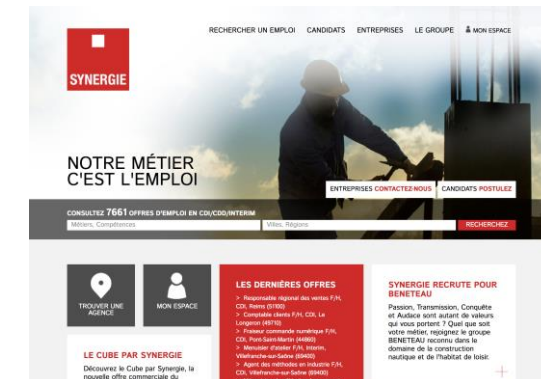 RECHERCHER UN EMPLOI CANDIDATS ENTREPRISES LE GROUPE MON ESPACE
SYNERGIE
NOTRE MÉTIER
C'EST L'EMPLOI
ENTREPRISES CONTACTEZ-NOUS CANDIDATS POSTULEZ
CONSULTEZ 7661 OFFRES D'EMPLOI EN CDI/CDD/INTERIM
Métiers, Compétences Villes, Régions RECHERCHEZ
TROUVER UNE
AGENCE
MON ESPACE
LE CUBE PAR SYNERGIE
Découvrez le Cube par Synergie, la
nouvelle offre commerciale du
LES DERNIÈRES OFFRES
> Responsable régional des ventes F/H,
CDI, Reims (51100)
> Comptable clients F/H, CDI, Le
Longeron (49710)
> Fraiseur commande numérique F/H,
CDI, Pont-Saint-Martin (44860)
> Menuisier d'atelier F/H, Interim,
Villefranche-sur-Saône (69400)
> Agent des méthodes en Industrie F/H,
CDI, Villefranche-sur-Saône (69400)
SYNERGIE RECRUTE POUR
BENETEAU
Passion, Transmission, Conquête
et Audace sont autant de valeurs
qui vous portent ? Quel que soit
votre métier, rejoignez le groupe
BENETEAU reconnu dans le
domaine de la construction
nautique et de l'habitat de loisir.